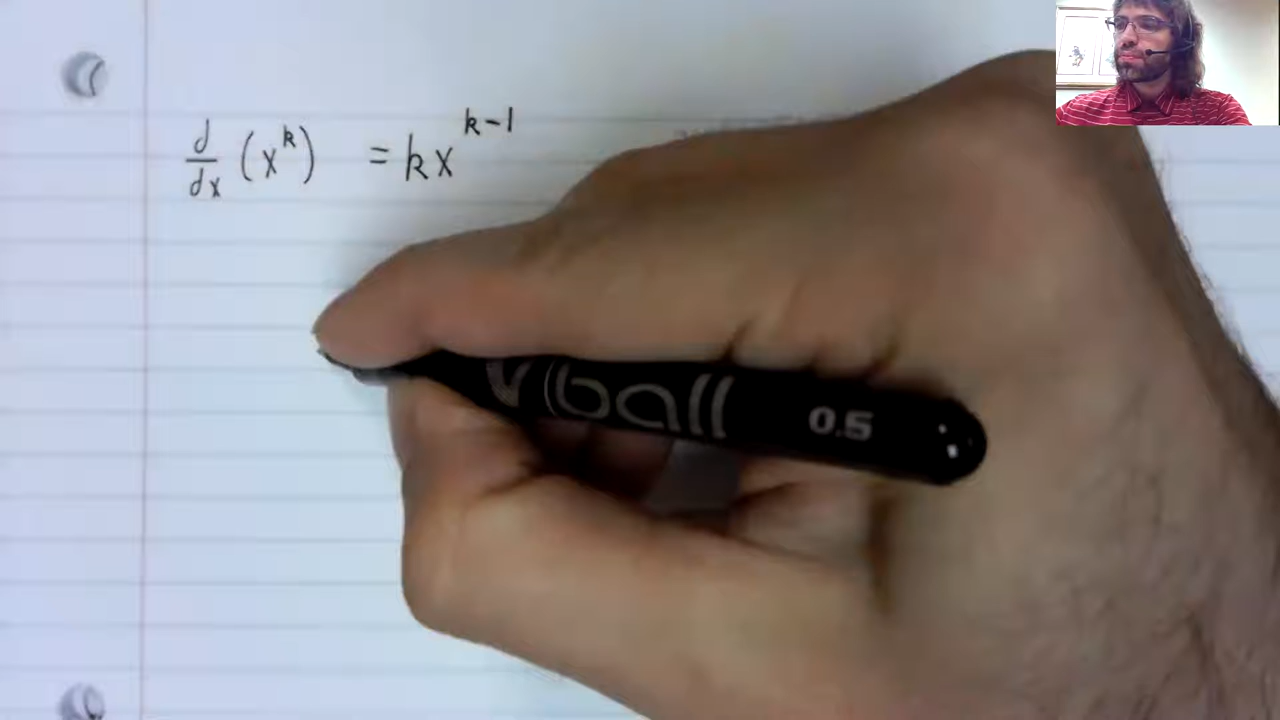 d/dx (x^k) = kx^(k-1)
Vball 0.5